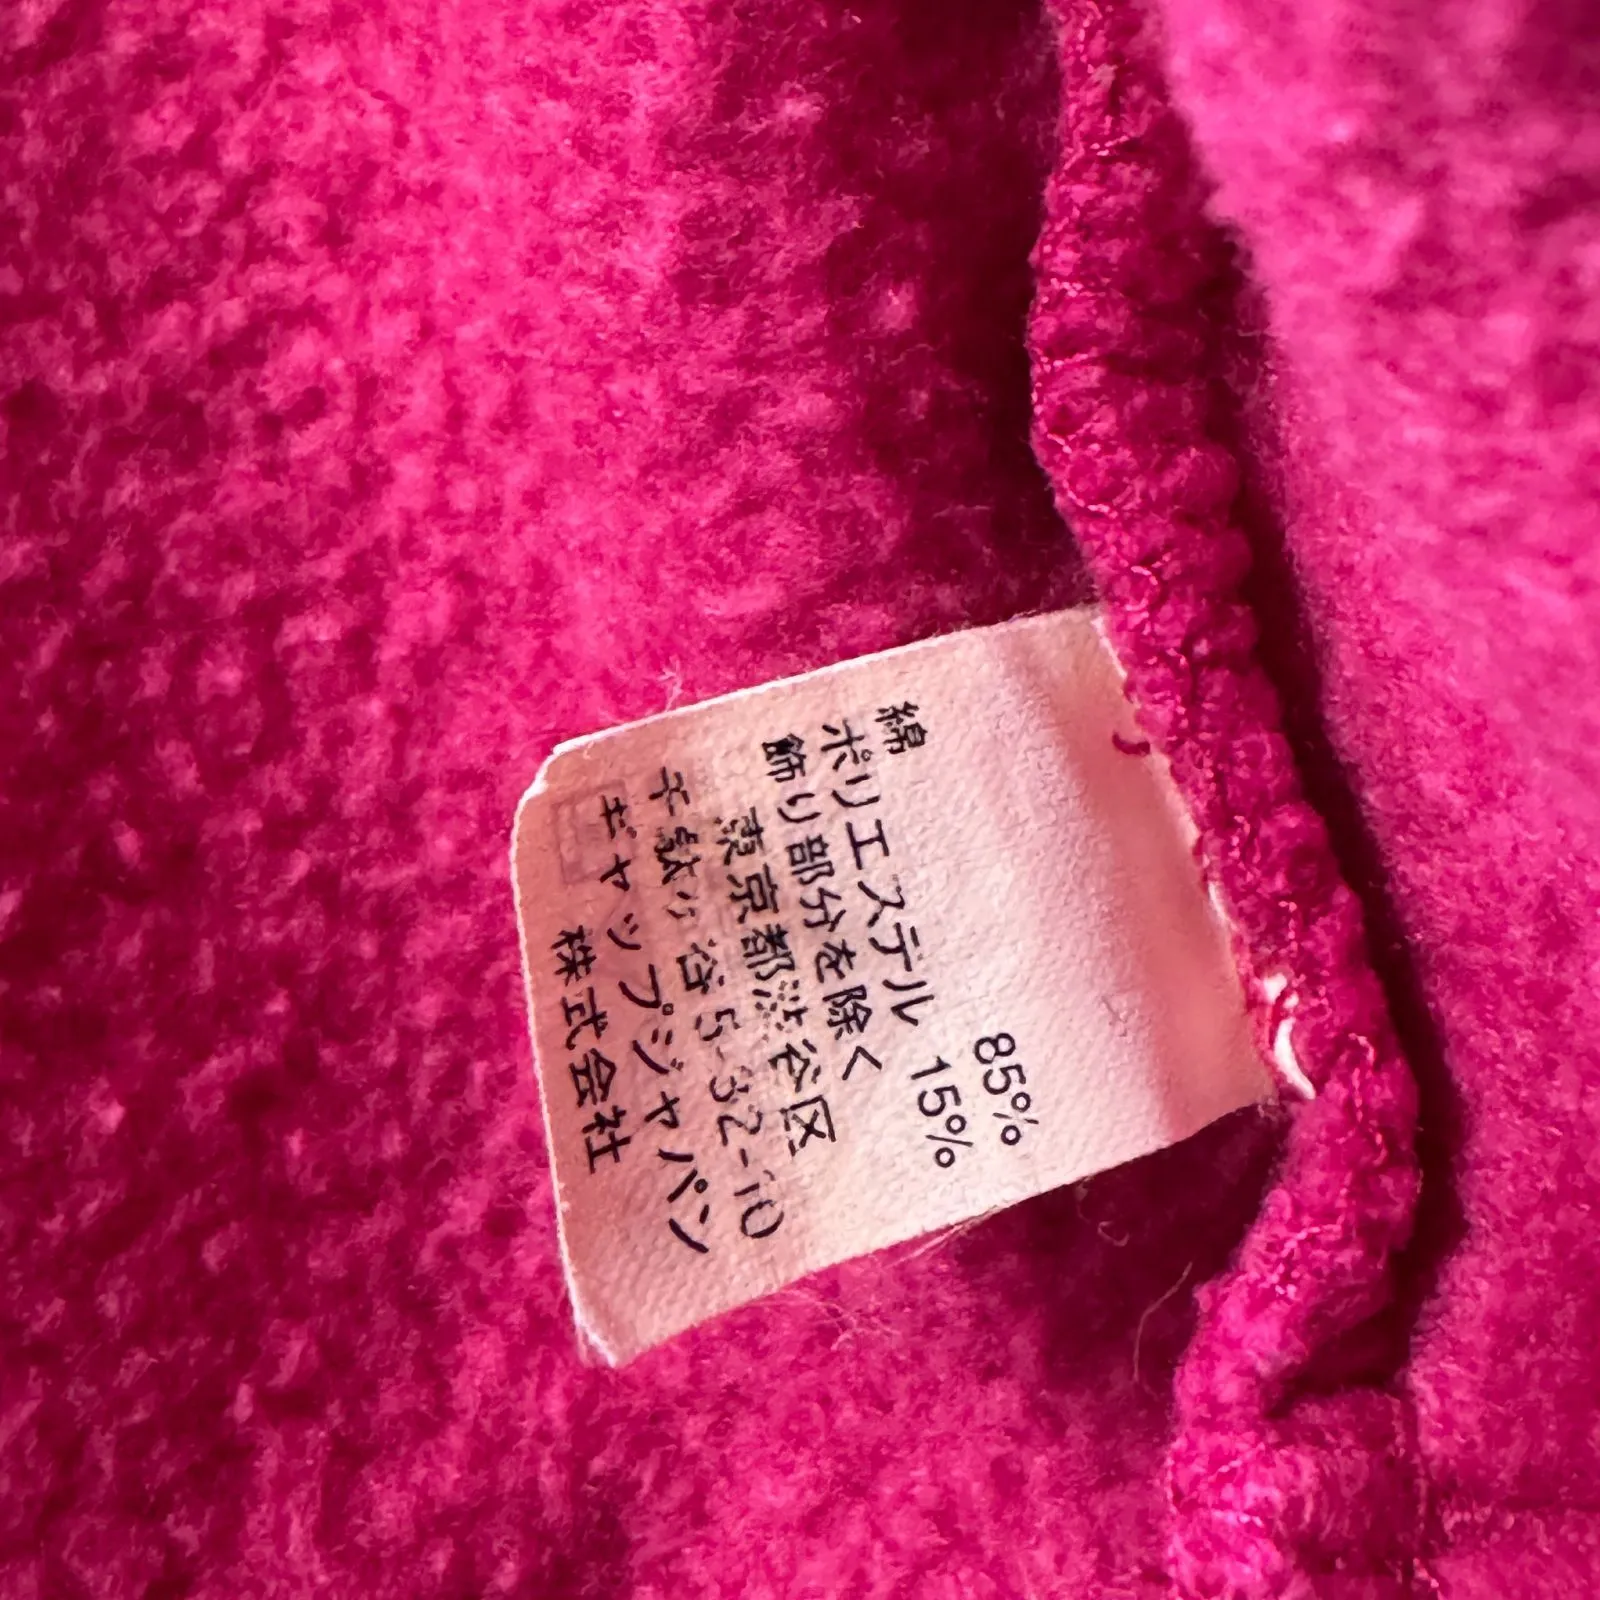 綿 85%
ポリエステル 15%
飾り部分を除く
東京都渋谷区
千駄ヶ谷5-32-10
ギャップジャパン
株式会社